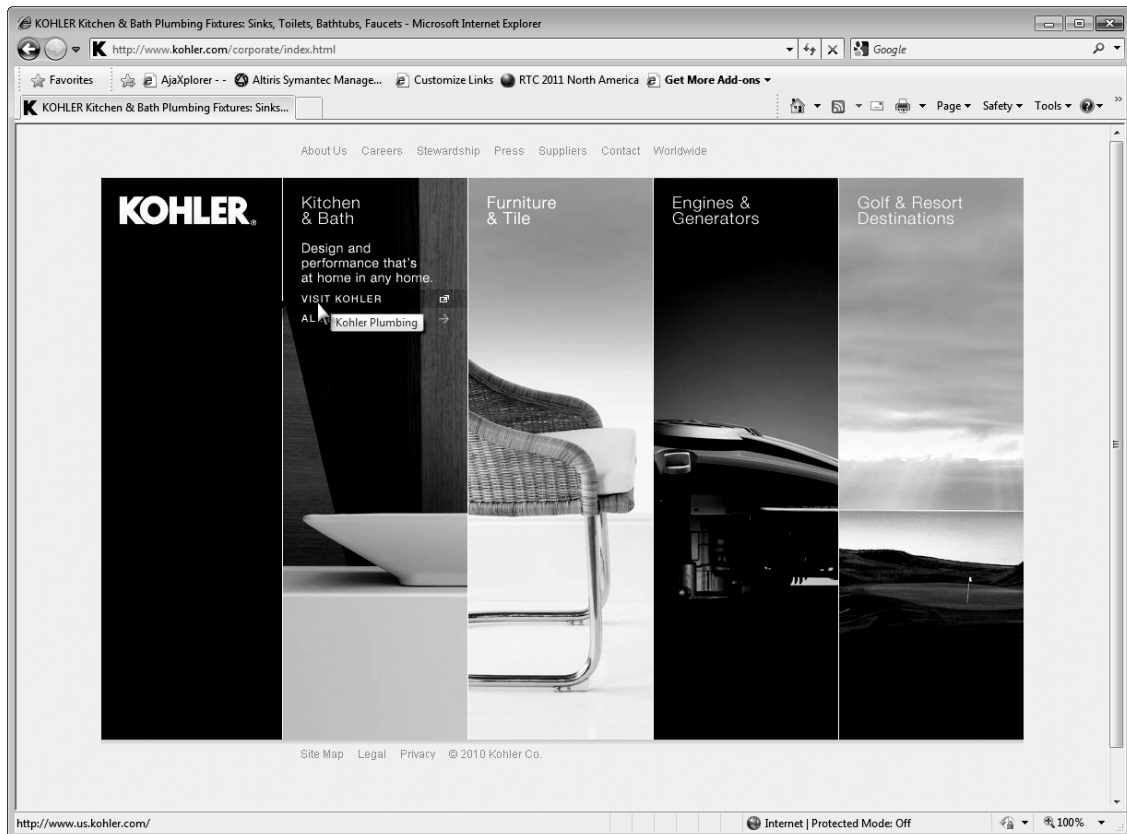 KOHLER Kitchen & Bath Plumbing Fixtures: Sinks, Toilets, Bathtubs, Faucets - Microsoft Internet Explorer
K http://www.kohler.com/corporate/index.html
Google
Favorites AjaXplorer - - Altiris Symantec Manage... Customize Links RTC 2011 North America Get More Add-ons
K KOHLER Kitchen & Bath Plumbing Fixtures: Sinks...
Page Safety Tools
About Us Careers Stewardship Press Suppliers Contact Worldwide
KOHLER®
Kitchen
& Bath
Design and
performance that's
at home in any home.
VISIT KOHLER
AL
Kohler Plumbing
Furniture
& Tile
Engines &
Generators
Golf & Resort
Destinations
Site Map Legal Privacy © 2010 Kohler Co.
http://www.us.kohler.com/
Internet | Protected Mode: Off
100%